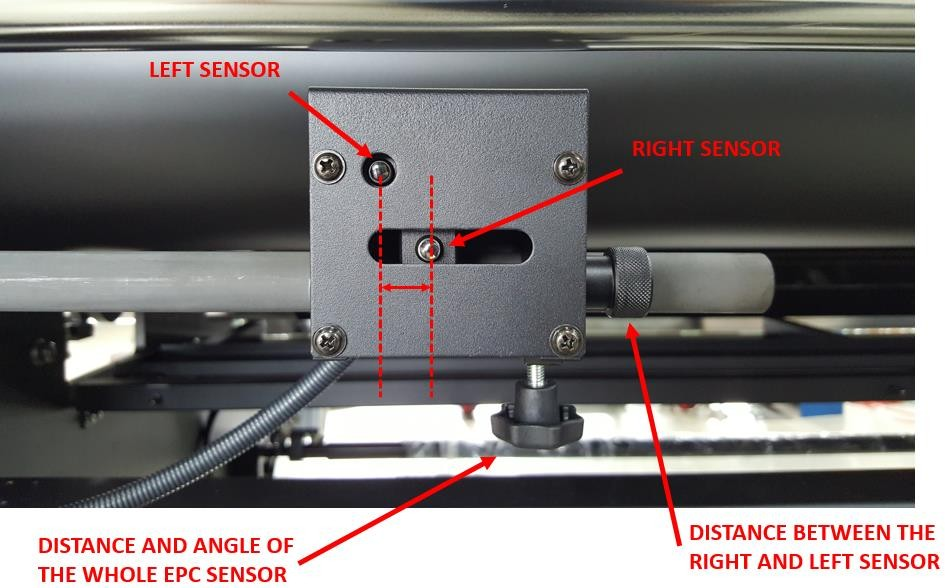 LEFT SENSOR
RIGHT SENSOR
DISTANCE AND ANGLE OF
THE WHOLE EPC SENSOR
DISTANCE BETWEEN THE
RIGHT AND LEFT SENSOR